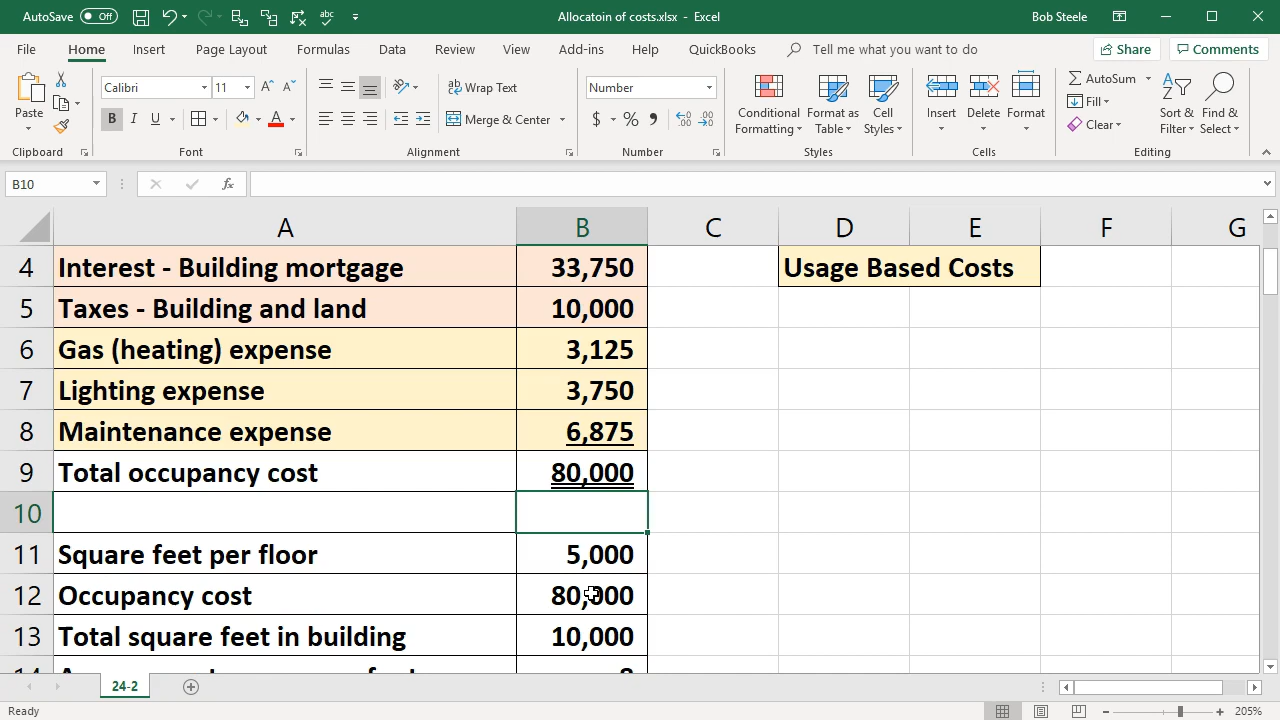 AutoSave Off Allocatoin of costs.xlsx - Excel Bob Steele
File Home Insert Page Layout Formulas Data Review View Add-ins Help QuickBooks Tell me what you want to do Share Comments
Paste Calibri 11 Wrap Text Number Conditional Formatting Format as Table Cell Styles Insert Delete Format AutoSum Sort & Filter Find & Select
B I U Merge & Center $ % Fill
Clear
Clipboard Font Alignment Number Styles Cells Editing
B10 fx
A B C D E F G
4 Interest - Building mortgage 33,750 Usage Based Costs
5 Taxes - Building and land 10,000
6 Gas (heating) expense 3,125
7 Lighting expense 3,750
8 Maintenance expense 6,875
9 Total occupancy cost 80,000
10
11 Square feet per floor 5,000
12 Occupancy cost 80,000
13 Total square feet in building 10,000
24-2
Ready 205%